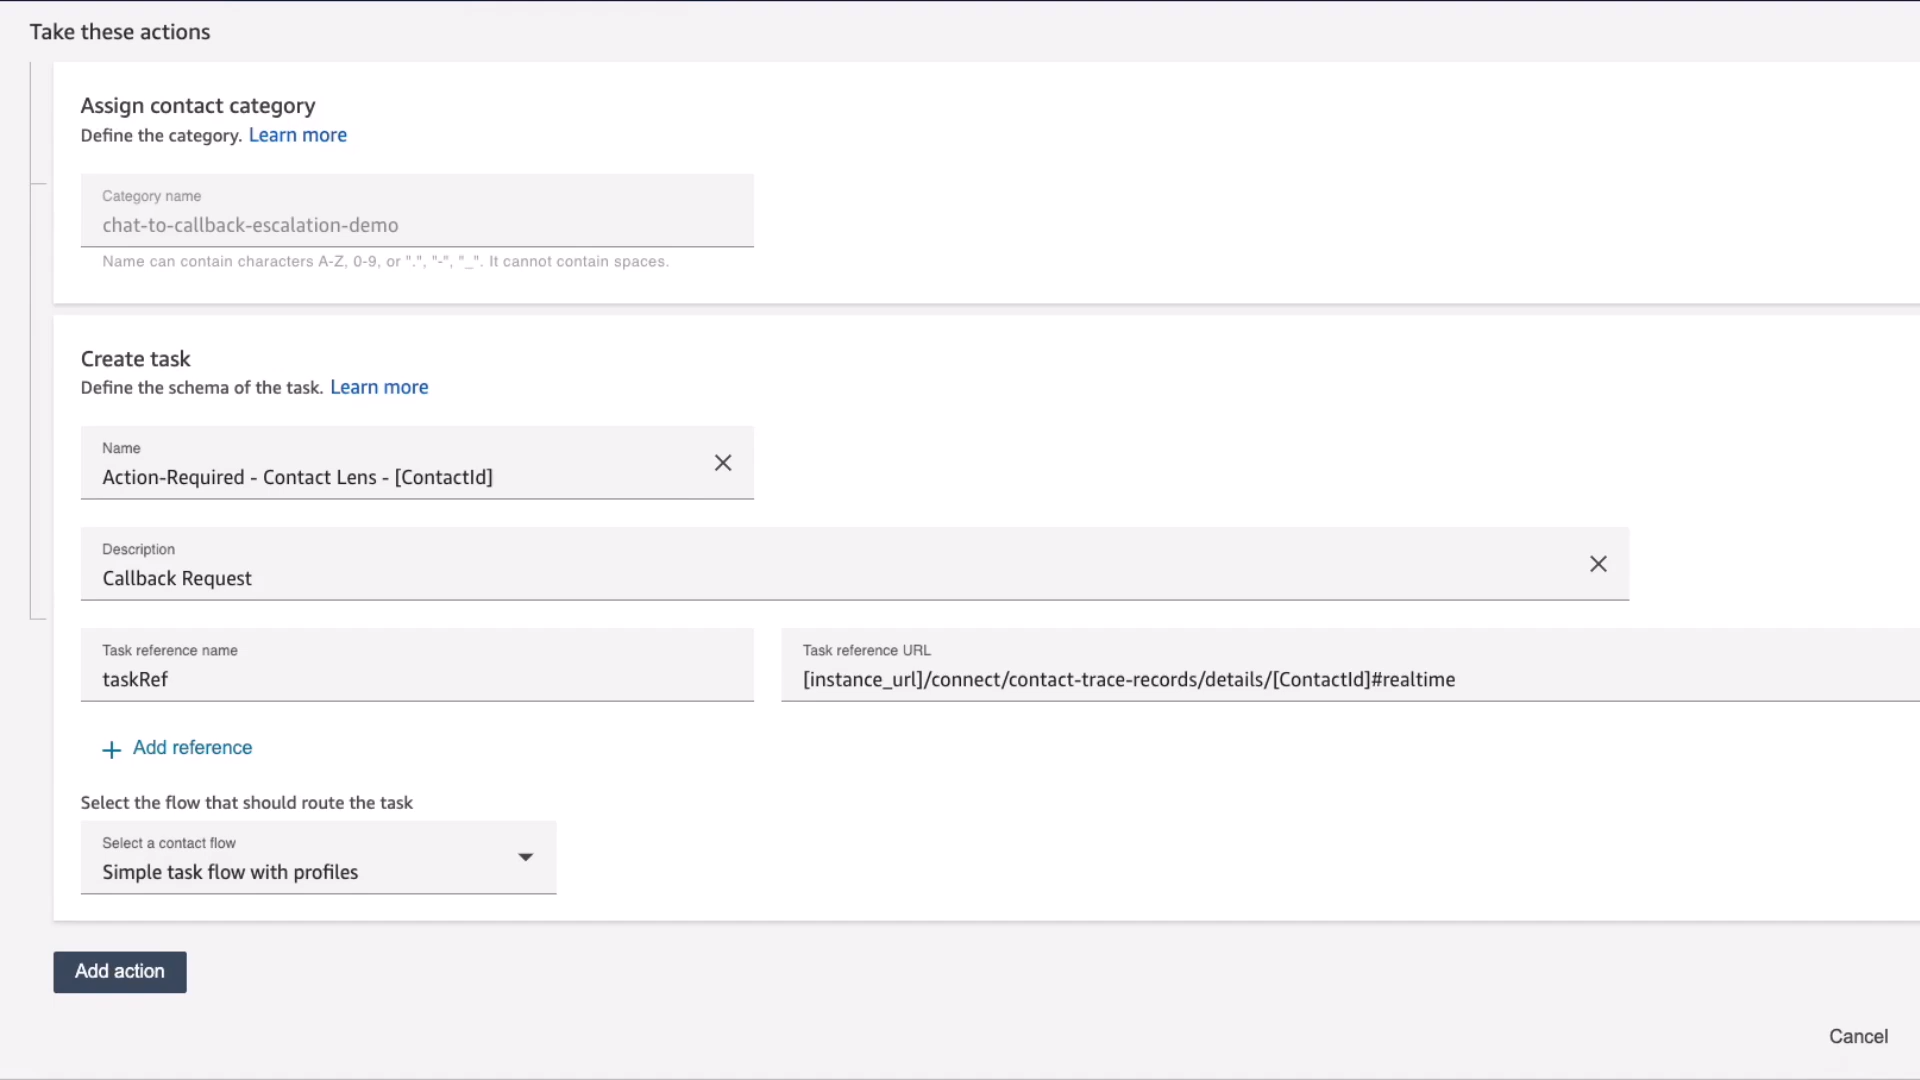 Take these actions
Assign contact category
Define the category. Learn more
Category name
chat-to-callback-escalation-demo
Name can contain characters A-Z, 0-9, or ".", "-", "_". It cannot contain spaces.
Create task
Define the schema of the task. Learn more
Name
Action-Required - Contact Lens - [ContactId]
Description
Callback Request
Task reference name
taskRef
Task reference URL
[instance_url]/connect/contact-trace-records/details/[ContactId]#realtime
Add reference
Select the flow that should route the task
Select a contact flow
Simple task flow with profiles
Add action
Cancel